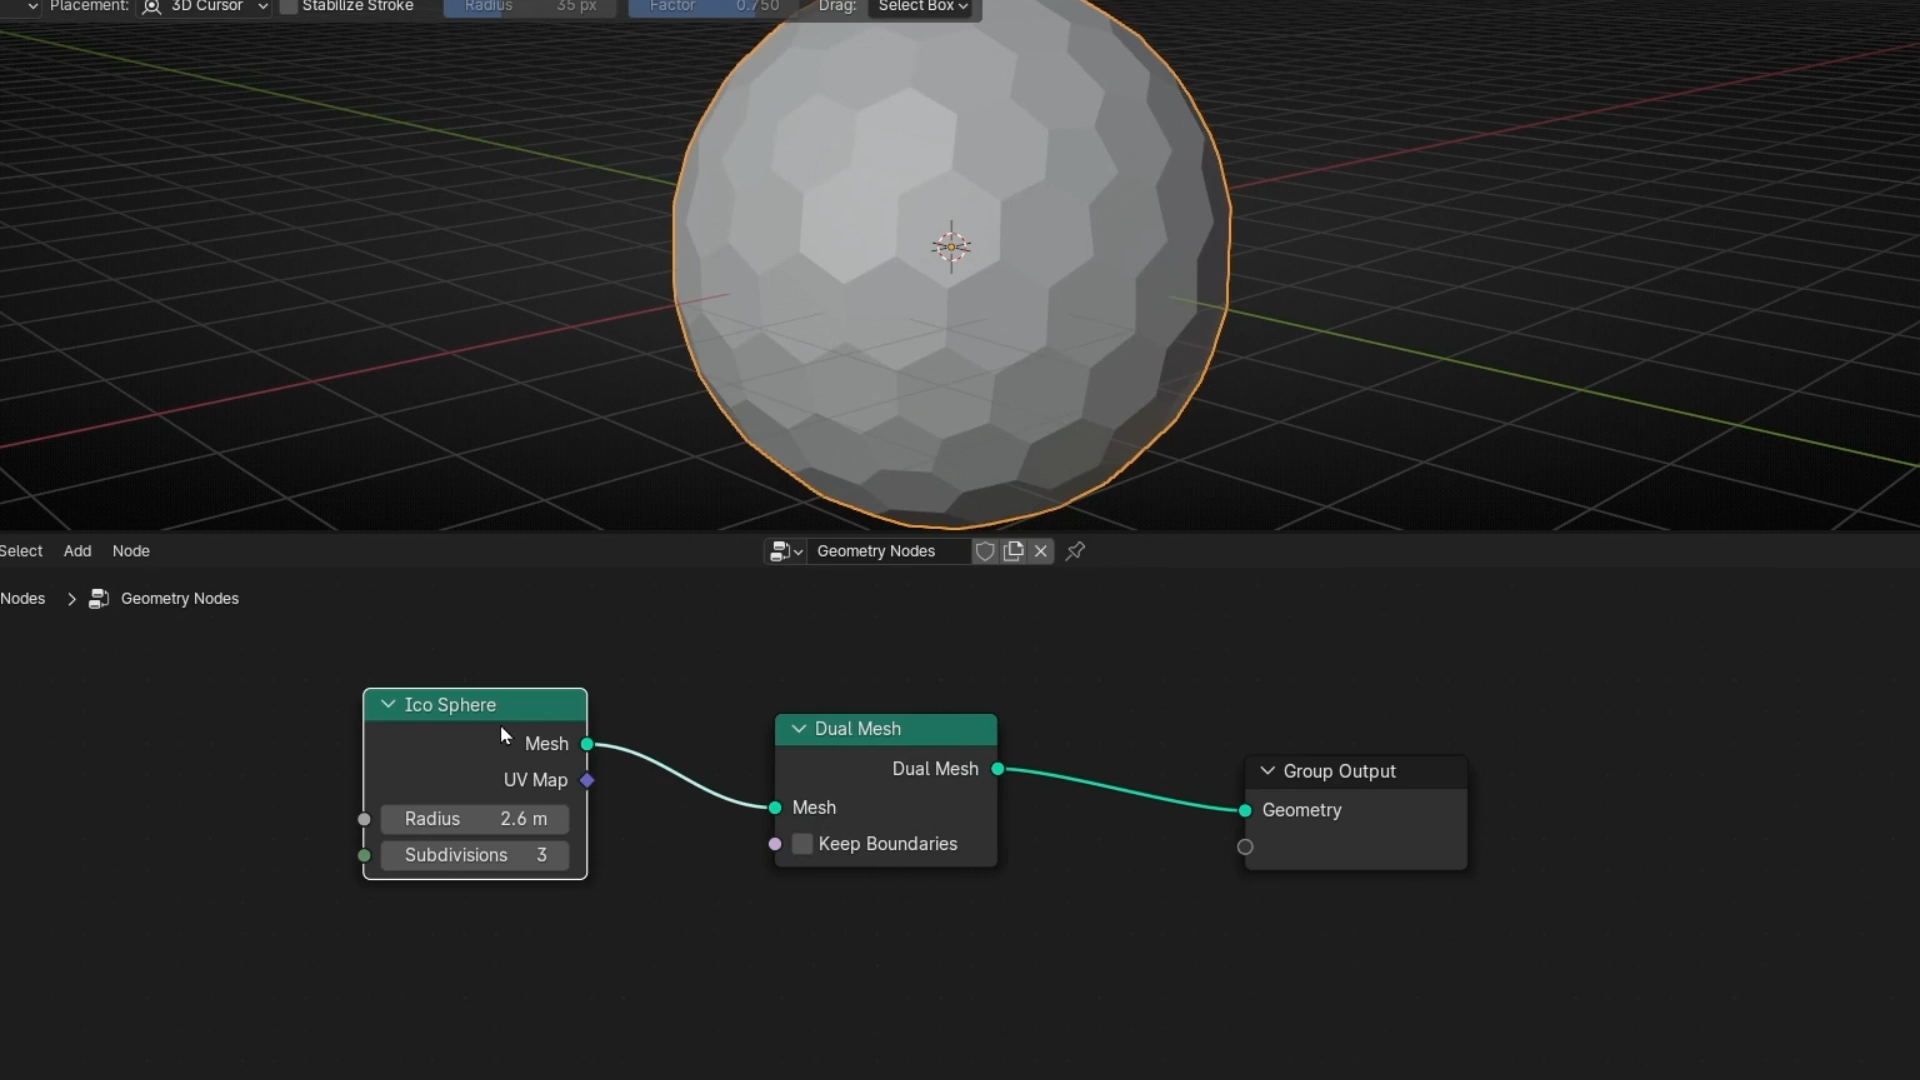 Placement: 3D Cursor Stabilize Stroke Radius 35 px Factor 0.750 Drag: Select Box
Select Add Node Geometry Nodes
Nodes Geometry Nodes
Ico Sphere
Mesh
UV Map
Radius 2.6 m
Subdivisions 3
Dual Mesh
Dual Mesh
Mesh
Keep Boundaries
Group Output
Geometry